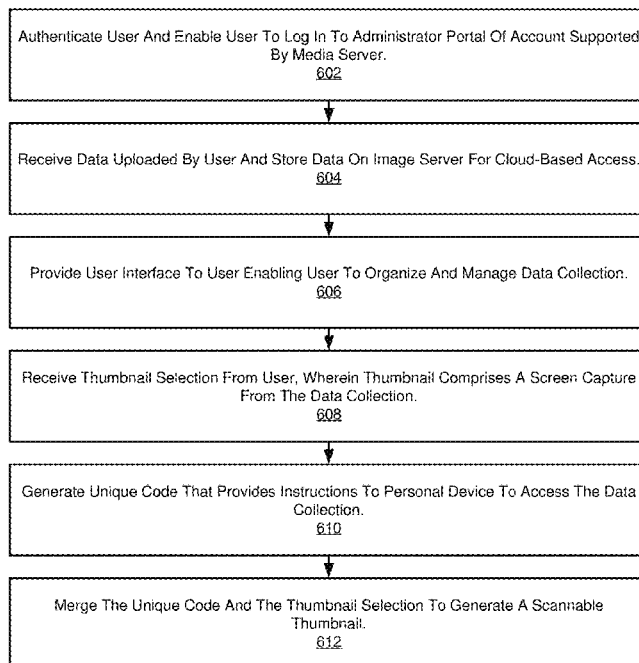 Authenticate User And Enable User To Log In To Administrator Portal Of Account Supported
By Media Server.
602
Receive Data Uploaded By User And Store Data On Image Server For Cloud-Based Access.
604
Provide User Interface To User Enabling User To Organize And Manage Data Collection.
606
Receive Thumbnail Selection From User, Wherein Thumbnail Comprises A Screen Capture
From The Data Collection.
608
Generate Unique Code That Provides Instructions To Personal Device To Access The Data
Collection.
610
Merge The Unique Code And The Thumbnail Selection To Generate A Scannable
Thumbnail.
612